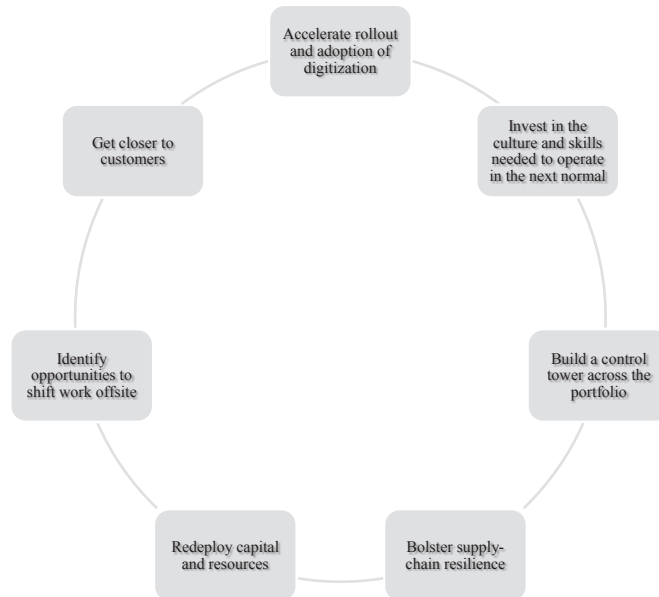 Accelerate rollout
and adoption of
digitization
Invest in the
culture and skills
needed to operate
in the next normal
Build a control
tower across the
portfolio
Bolster supply-
chain resilience
Redeploy capital
and resources
Identify
opportunities to
shift work offsite
Get closer to
customers